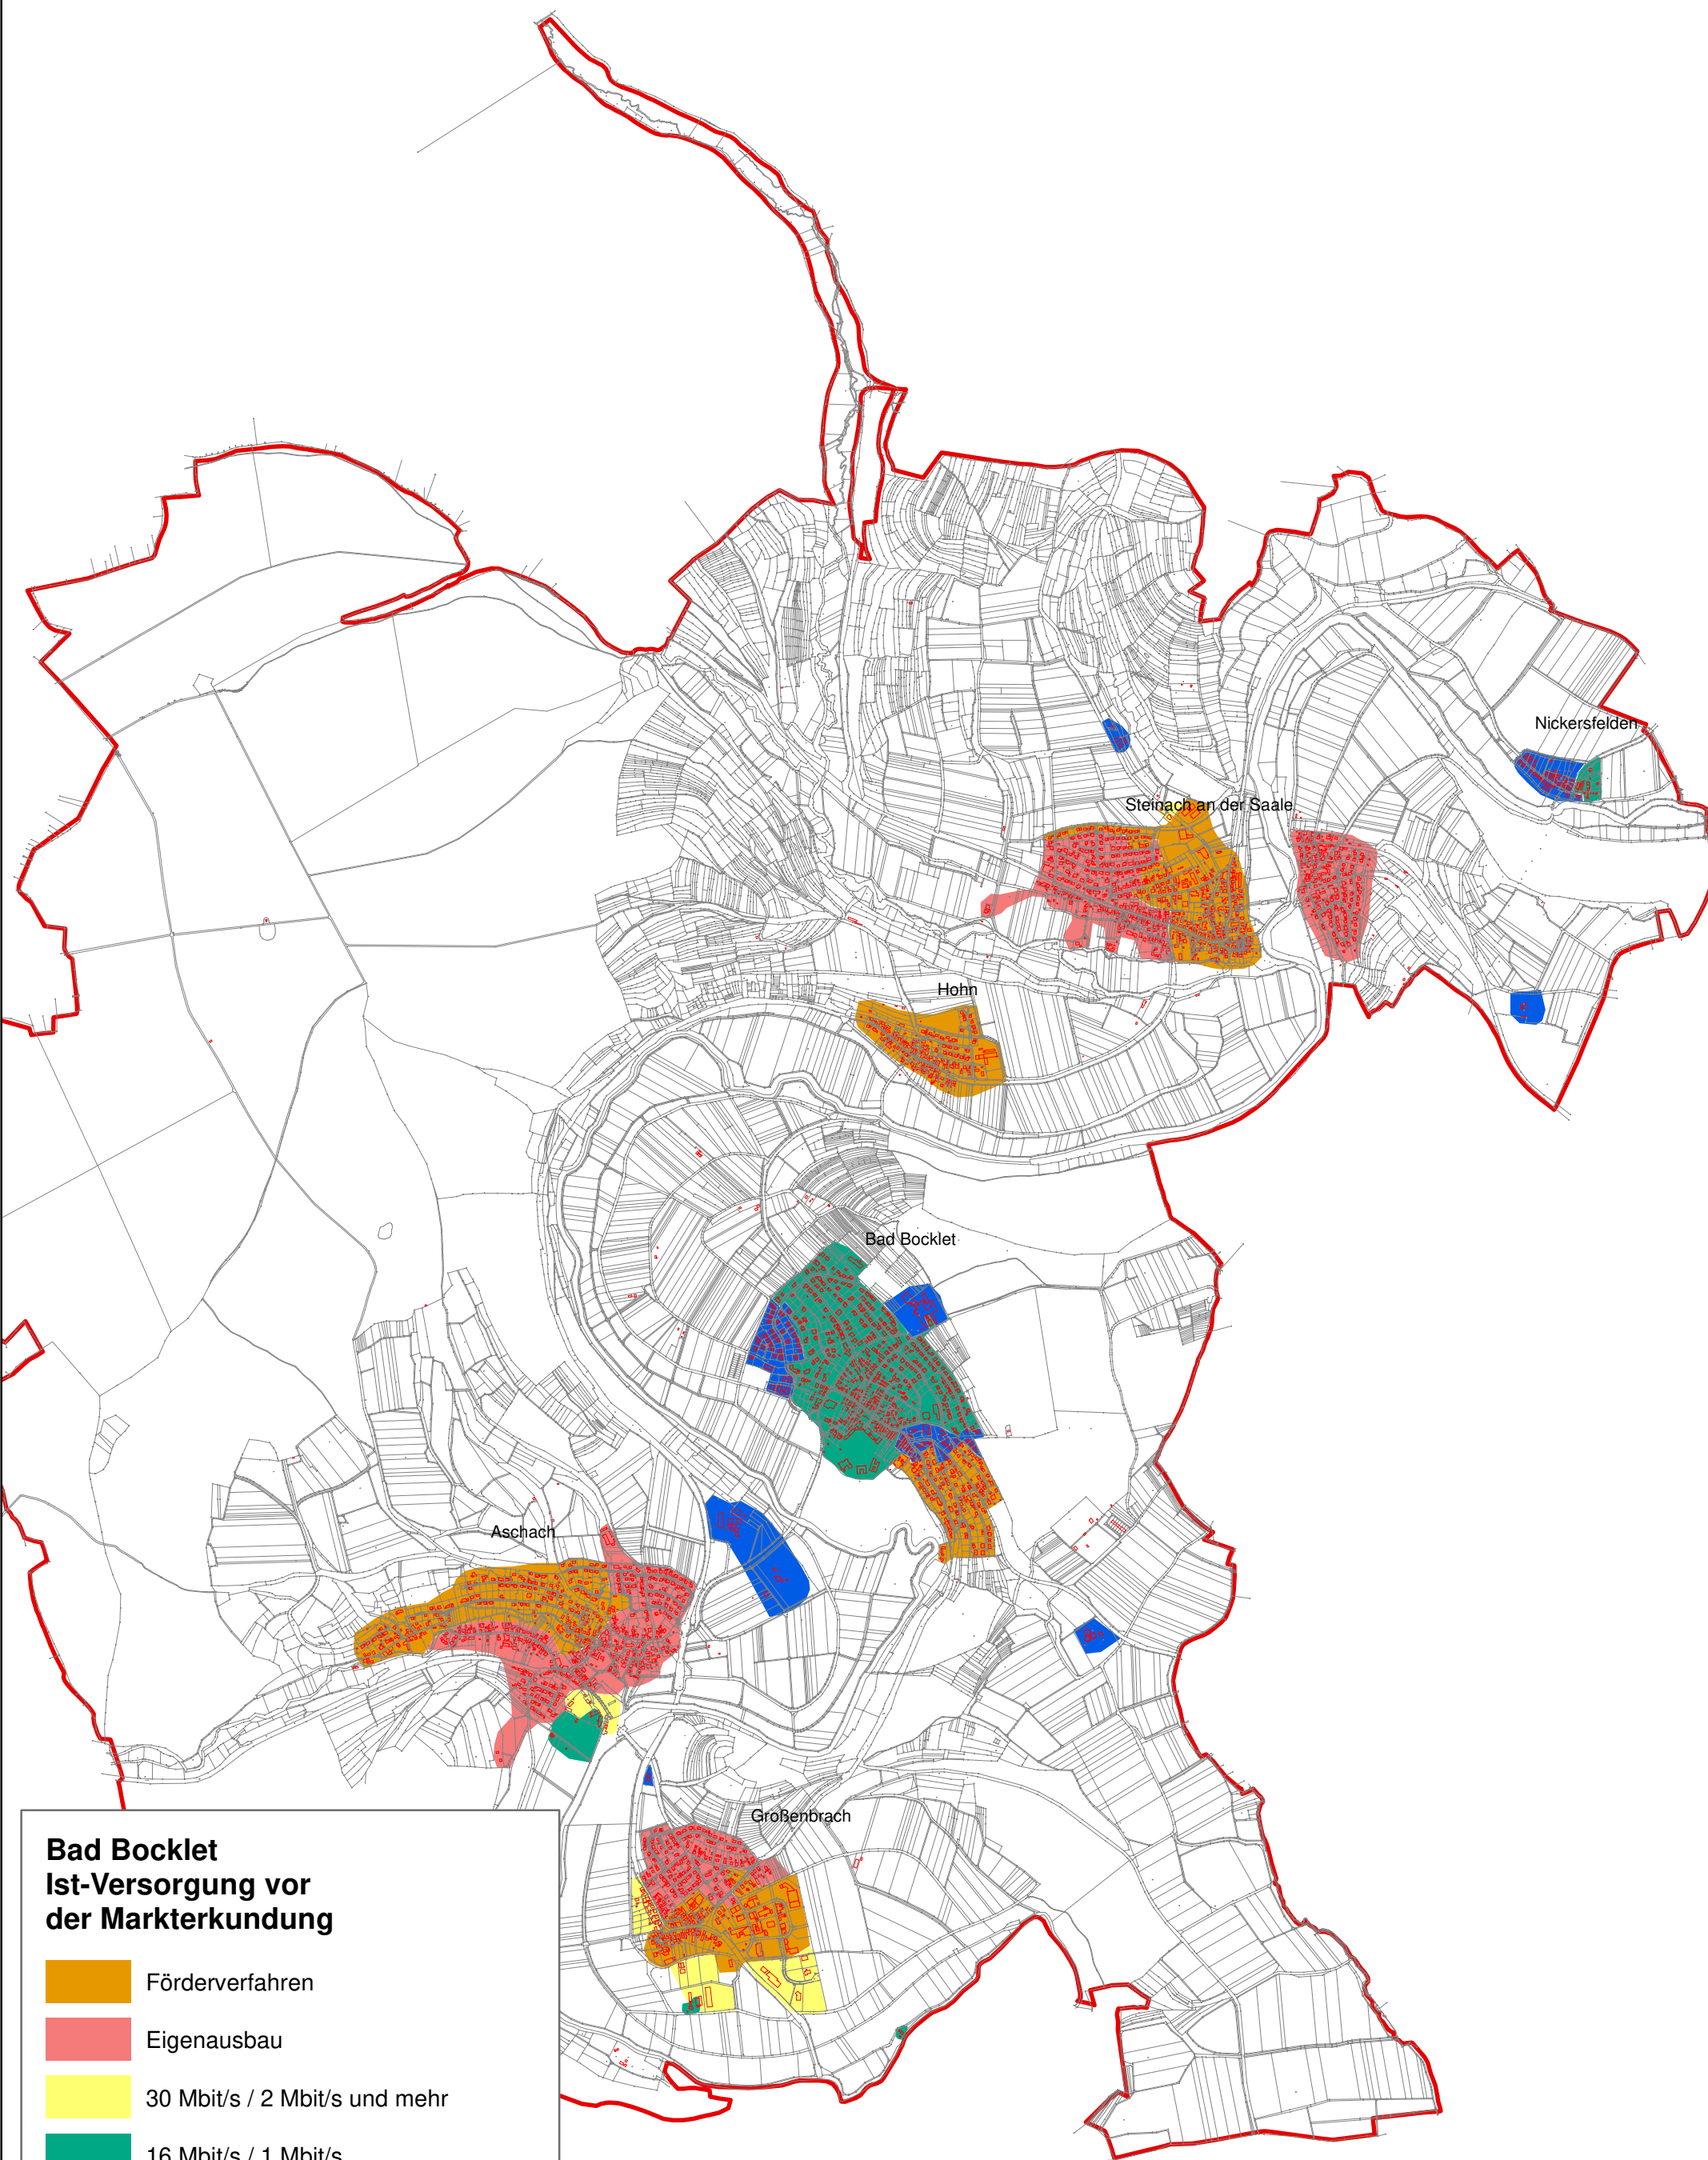 Nickersfelden
Steinach an der Saale
Hohn
Bad Bocklet
Aschach
Großenbrach
Bad Bocklet
Ist-Versorgung vor
der Markterkundung
Förderverfahren
Eigenausbau
30 Mbit/s / 2 Mbit/s und mehr
16 Mbit/s / 1 Mbit/s